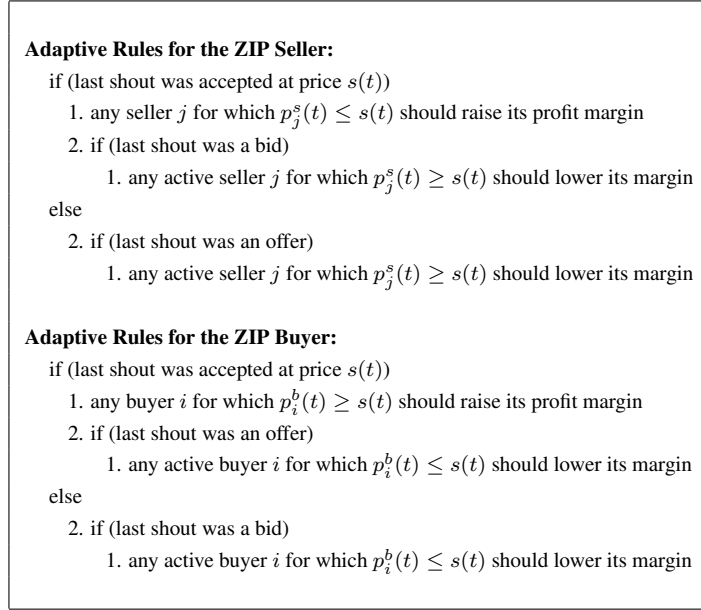 Adaptive Rules for the ZIP Seller:
if (last shout was accepted at price s(t))
1. any seller j for which p_j^s(t) ≤ s(t) should raise its profit margin
2. if (last shout was a bid)
1. any active seller j for which p_j^s(t) ≥ s(t) should lower its margin
else
2. if (last shout was an offer)
1. any active seller j for which p_j^s(t) ≥ s(t) should lower its margin
Adaptive Rules for the ZIP Buyer:
if (last shout was accepted at price s(t))
1. any buyer i for which p_i^b(t) ≥ s(t) should raise its profit margin
2. if (last shout was an offer)
1. any active buyer i for which p_i^b(t) ≤ s(t) should lower its margin
else
2. if (last shout was a bid)
1. any active buyer i for which p_i^b(t) ≤ s(t) should lower its margin